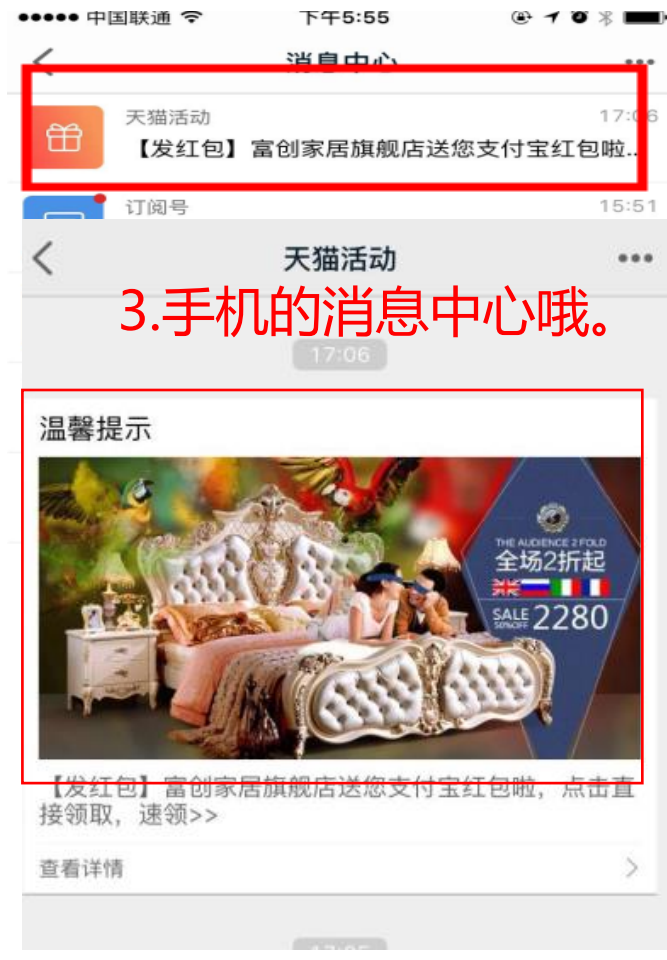 中国联通
下午5:55
消息中心
天猫活动
17:06
【发红包】富创家居旗舰店送您支付宝红包啦..
订阅号
15:51
天猫活动
3.手机的消息中心哦。
17:06
温馨提示
THE AUDIENCE 2 FOLD
全场2折起
SALE
50%OFF
2280
【发红包】富创家居旗舰店送您支付宝红包啦，点击直
接领取，速领>>
查看详情